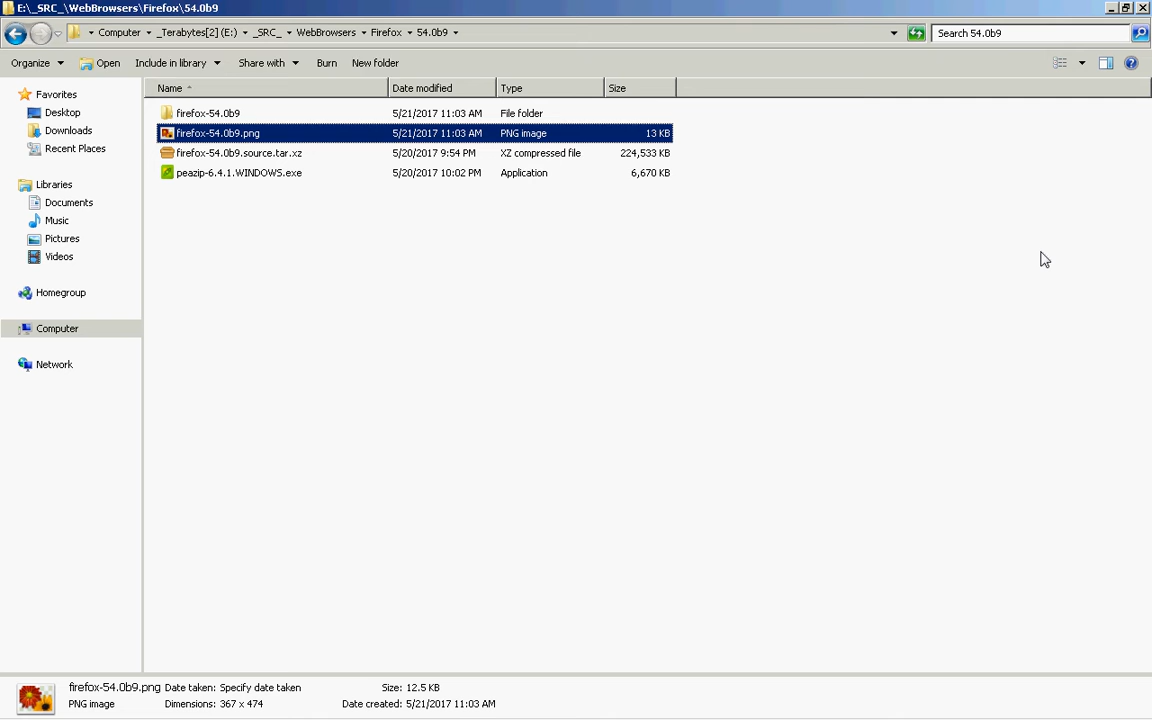 E:\_SRC_\WebBrowsers\Firefox\54.0b9
Computer _Terabytes[2] (E:) _SRC_ WebBrowsers Firefox 54.0b9 Search 54.0b9
Organize Open Include in library Share with Burn New folder
Name Date modified Type Size
Favorites
Desktop
Downloads
Recent Places
Libraries
Documents
Music
Pictures
Videos
Homegroup
Computer
Network
firefox-54.0b9 5/21/2017 11:03 AM File folder
firefox-54.0b9.png 5/21/2017 11:03 AM PNG image 13 KB
firefox-54.0b9.source.tar.xz 5/20/2017 9:54 PM XZ compressed file 224,533 KB
peazip-6.4.1.WINDOWS.exe 5/20/2017 10:02 PM Application 6,670 KB
firefox-54.0b9.png Date taken: Specify date taken Size: 12.5 KB
PNG image Dimensions: 367 x 474 Date created: 5/21/2017 11:03 AM